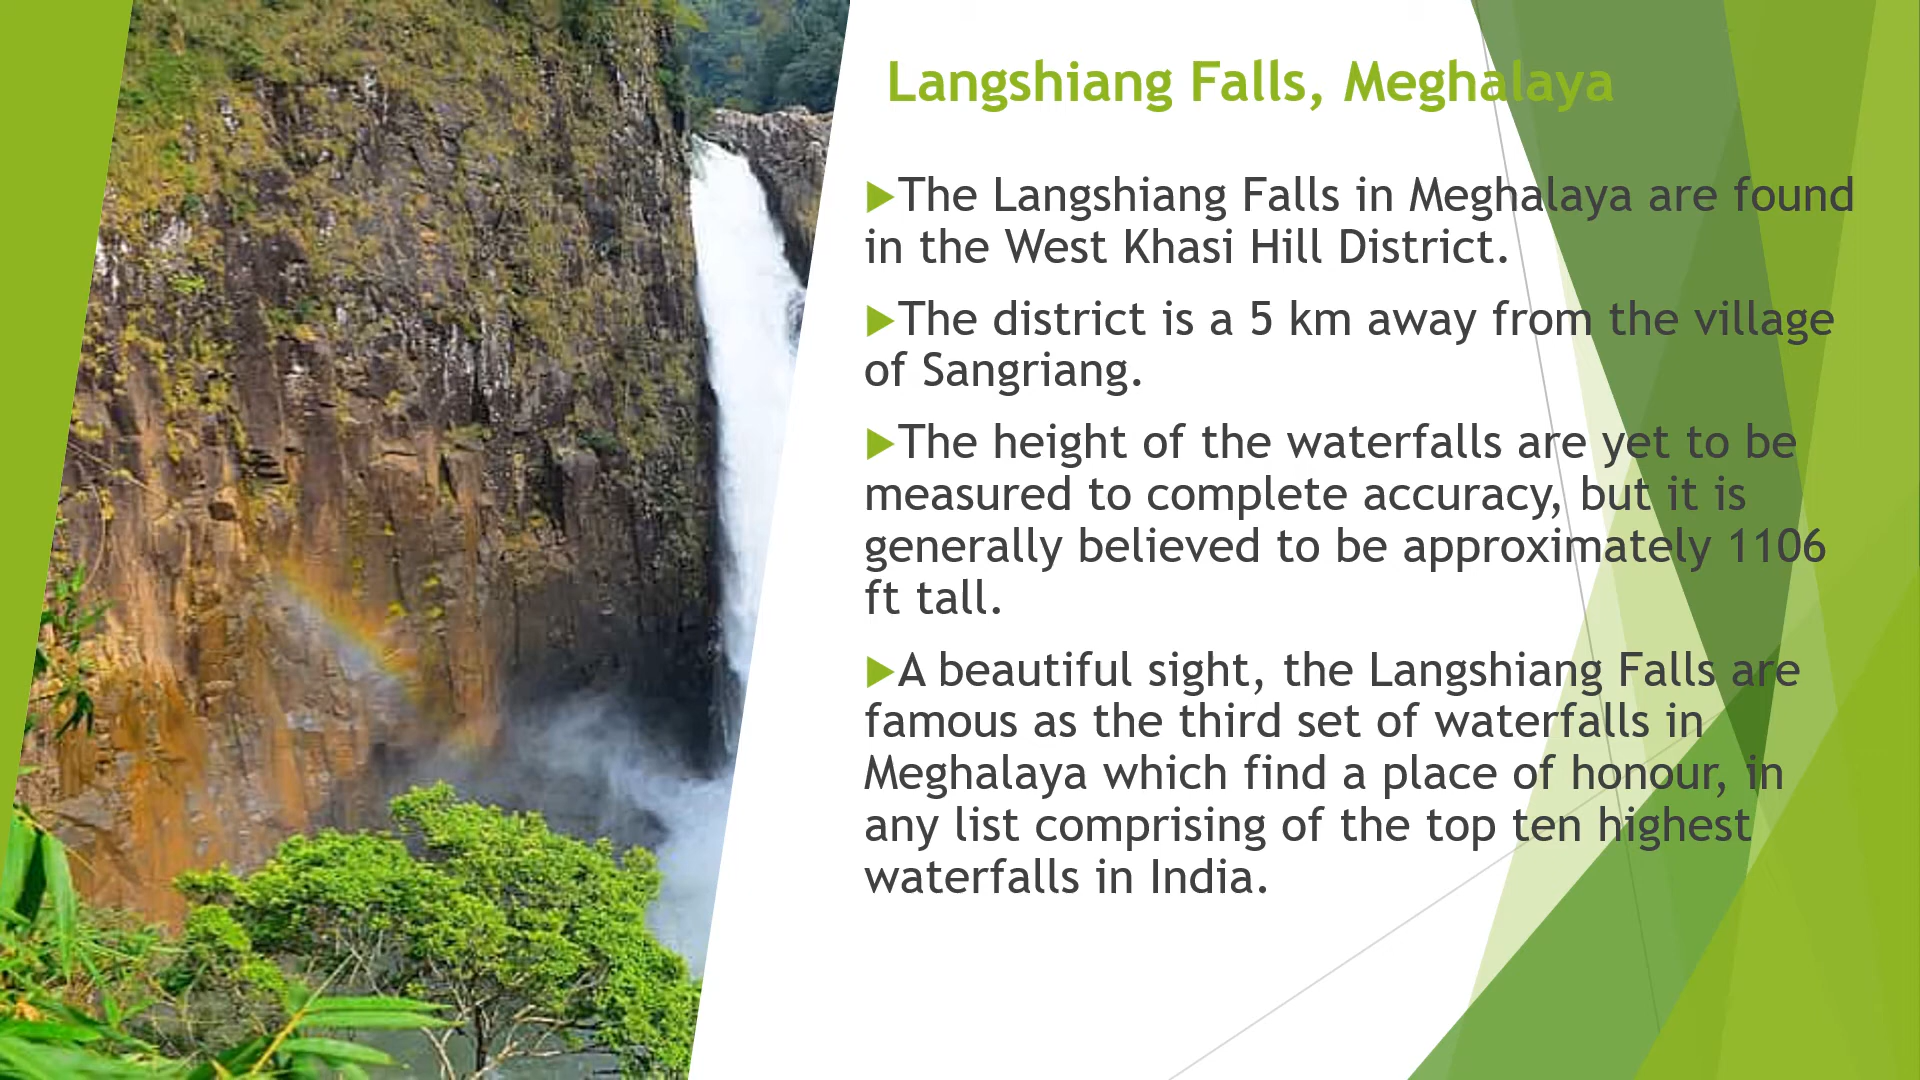 Langshiang Falls, Meghalaya
The Langshiang Falls in Meghalaya are found
in the West Khasi Hill District.
The district is a 5 km away from the village
of Sangriang.
The height of the waterfalls are yet to be
measured to complete accuracy, but it is
generally believed to be approximately 1106
ft tall.
A beautiful sight, the Langshiang Falls are
famous as the third set of waterfalls in
Meghalaya which find a place of honour, in
any list comprising of the top ten highest
waterfalls in India.